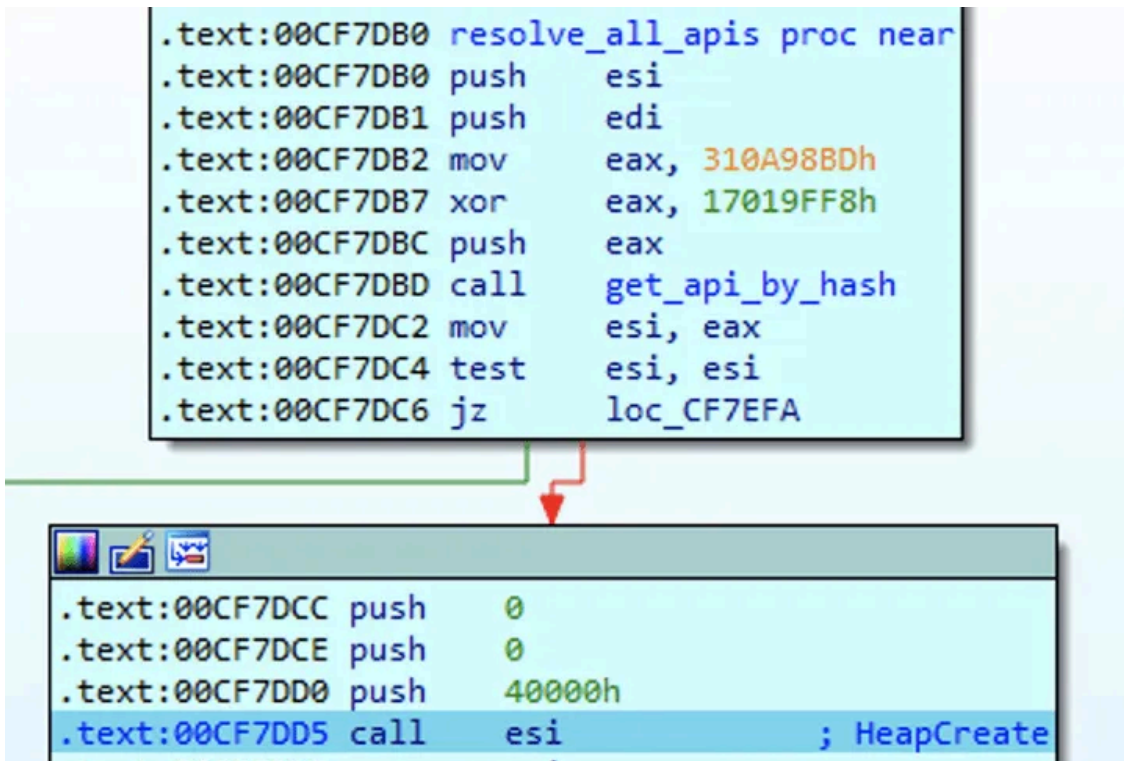 .text:00CF7DB0 resolve_all_apis proc near
.text:00CF7DB0 push esi
.text:00CF7DB1 push edi
.text:00CF7DB2 mov eax, 310A98BDh
.text:00CF7DB7 xor eax, 17019FF8h
.text:00CF7DBC push eax
.text:00CF7DBD call get_api_by_hash
.text:00CF7DC2 mov esi, eax
.text:00CF7DC4 test esi, esi
.text:00CF7DC6 jz loc_CF7EFA
.text:00CF7DCC push 0
.text:00CF7DCE push 0
.text:00CF7DD0 push 40000h
.text:00CF7DD5 call esi ; HeapCreate